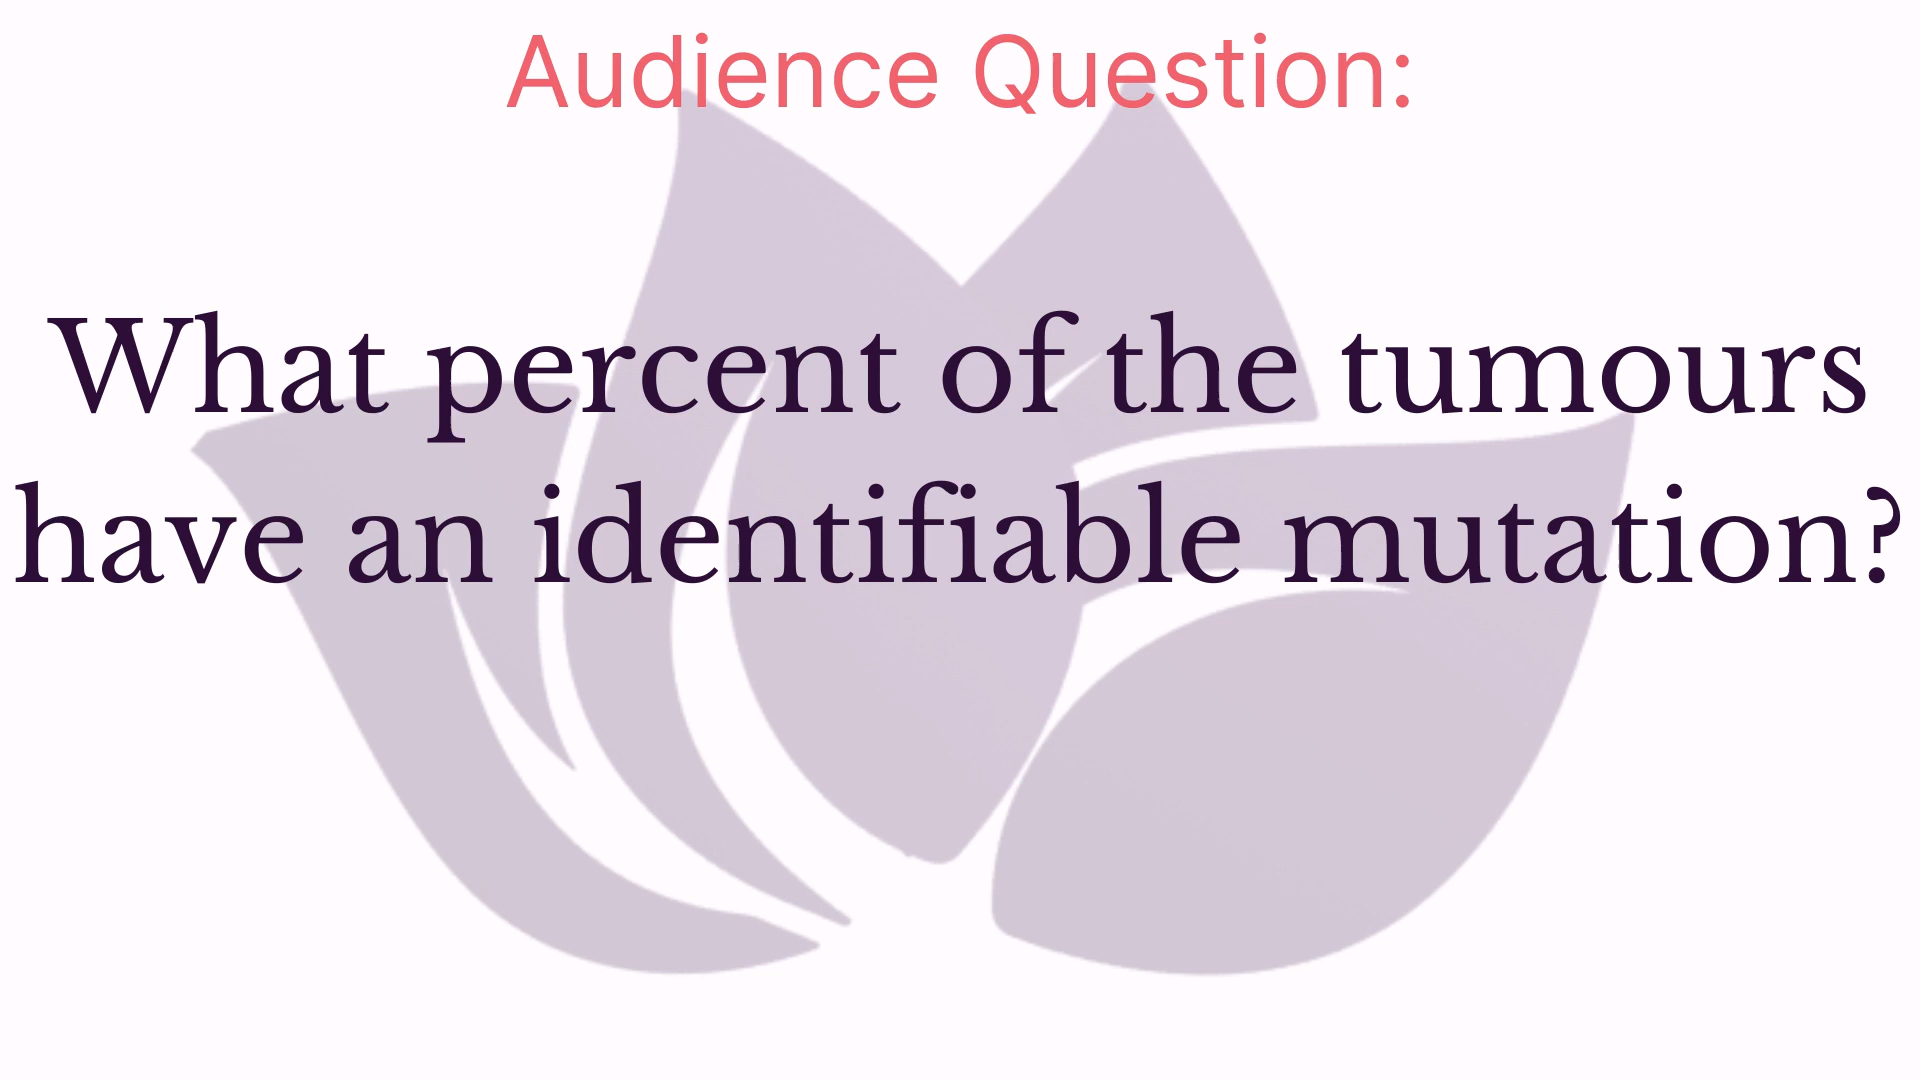 Audience Question:
What percent of the tumours
have an identifiable mutation?